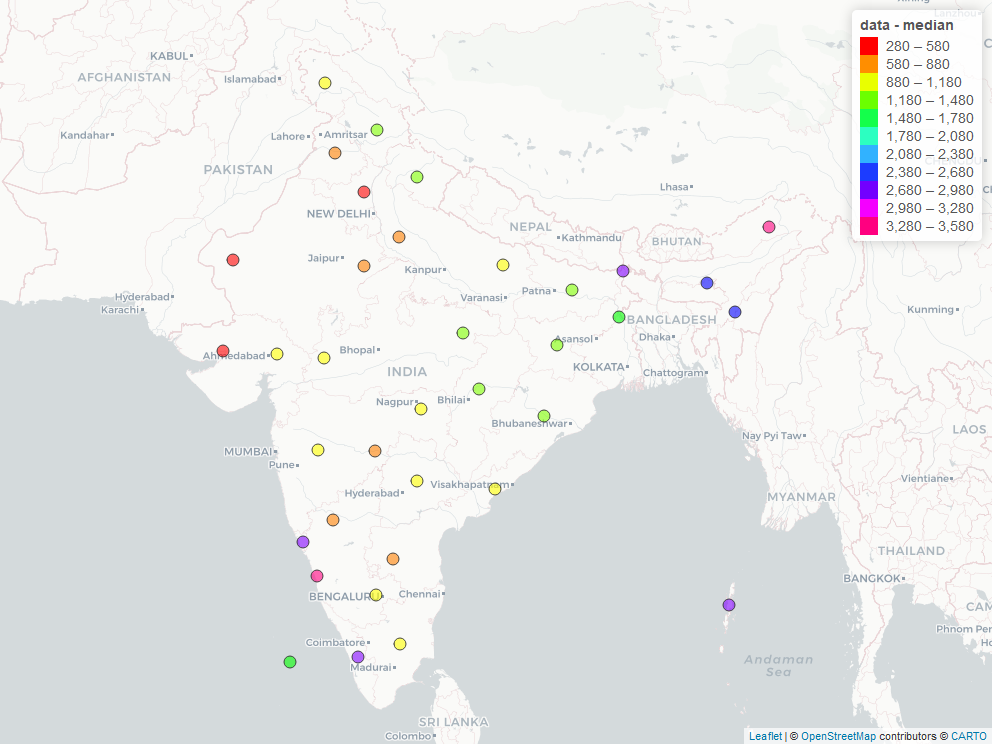 Lanzhou
data - median
280 – 580
580 – 880
880 – 1,180
1,180 – 1,480
1,480 – 1,780
1,780 – 2,080
2,080 – 2,380
2,380 – 2,680
2,680 – 2,980
2,980 – 3,280
3,280 – 3,580
KABUL
AFGHANISTAN
Islamabad
Kandahar
Lahore
Amritsar
PAKISTAN
Lhasa
NEW DELHI
NEPAL
Kathmandu
BHUTAN
Jaipur
Kanpur
Hyderabad
Karachi
Varanasi
Patna
BANGLADESH
Kunming
Asansol
Dhaka
Ahmedabad
Bhopal
INDIA
KOLKATA
Chattogram
Nagpur
Bhilai
Bhubaneshwar
LAOS
Nay Pyi Taw
MUMBAI
Pune
Hyderabad
Visakhapatnam
Vientiane
MYANMAR
THAILAND
BENGALURU
Chennai
BANGKOK
CAM
Phnom Pen
Ho
Coimbatore
Madurai
Andaman
Sea
SRI LANKA
Colombo
Leaflet | © OpenStreetMap contributors © CARTO